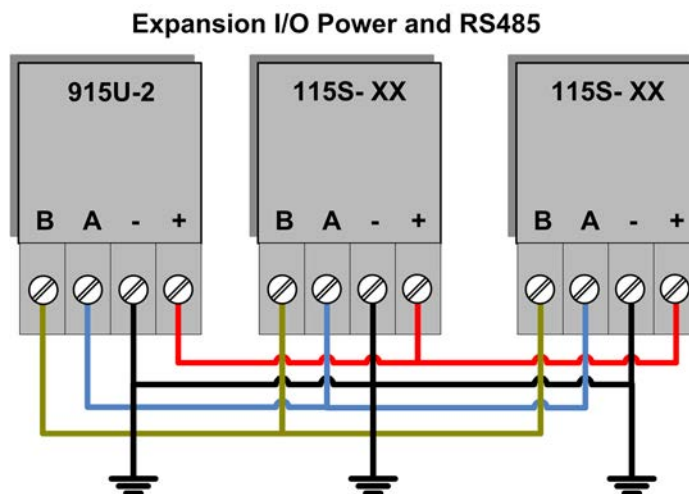 Expansion I/O Power and RS485
915U-2 115S- XX 115S- XX
B A - + B A - + B A - +